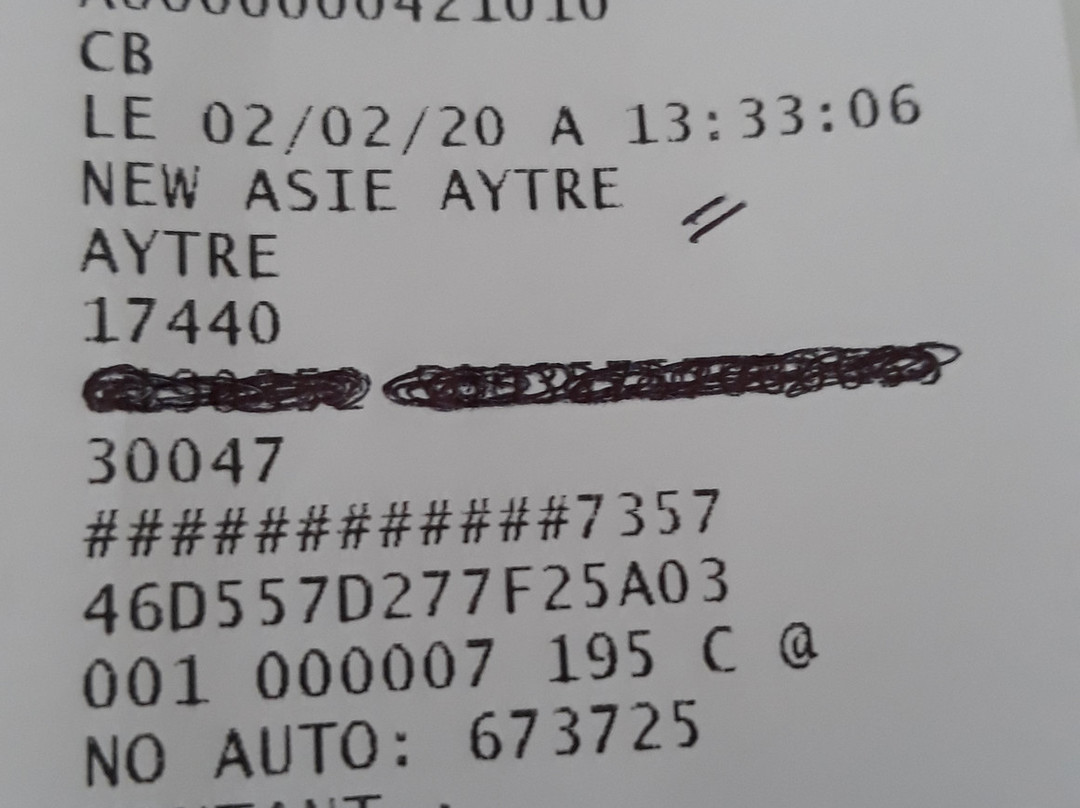 A0000000421010
CB
LE 02/02/20 A 13:33:06
NEW ASIE AYTRE
AYTRE
17440
30047
############7357
46D557D277F25A03
001 000007 195 C @
NO AUTO: 673725